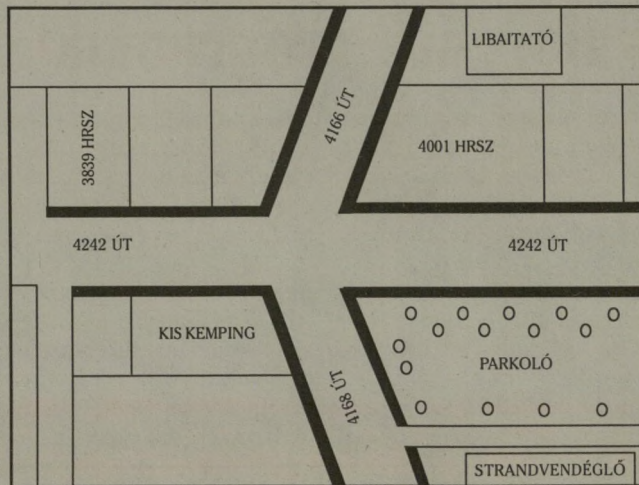 LIBAITATÓ
4166 ÚT
3839 HRSZ
4001 HRSZ
4242 ÚT
4242 ÚT
KIS KEMPING
PARKOLÓ
4168 ÚT
STRANDVENDÉGLŐ